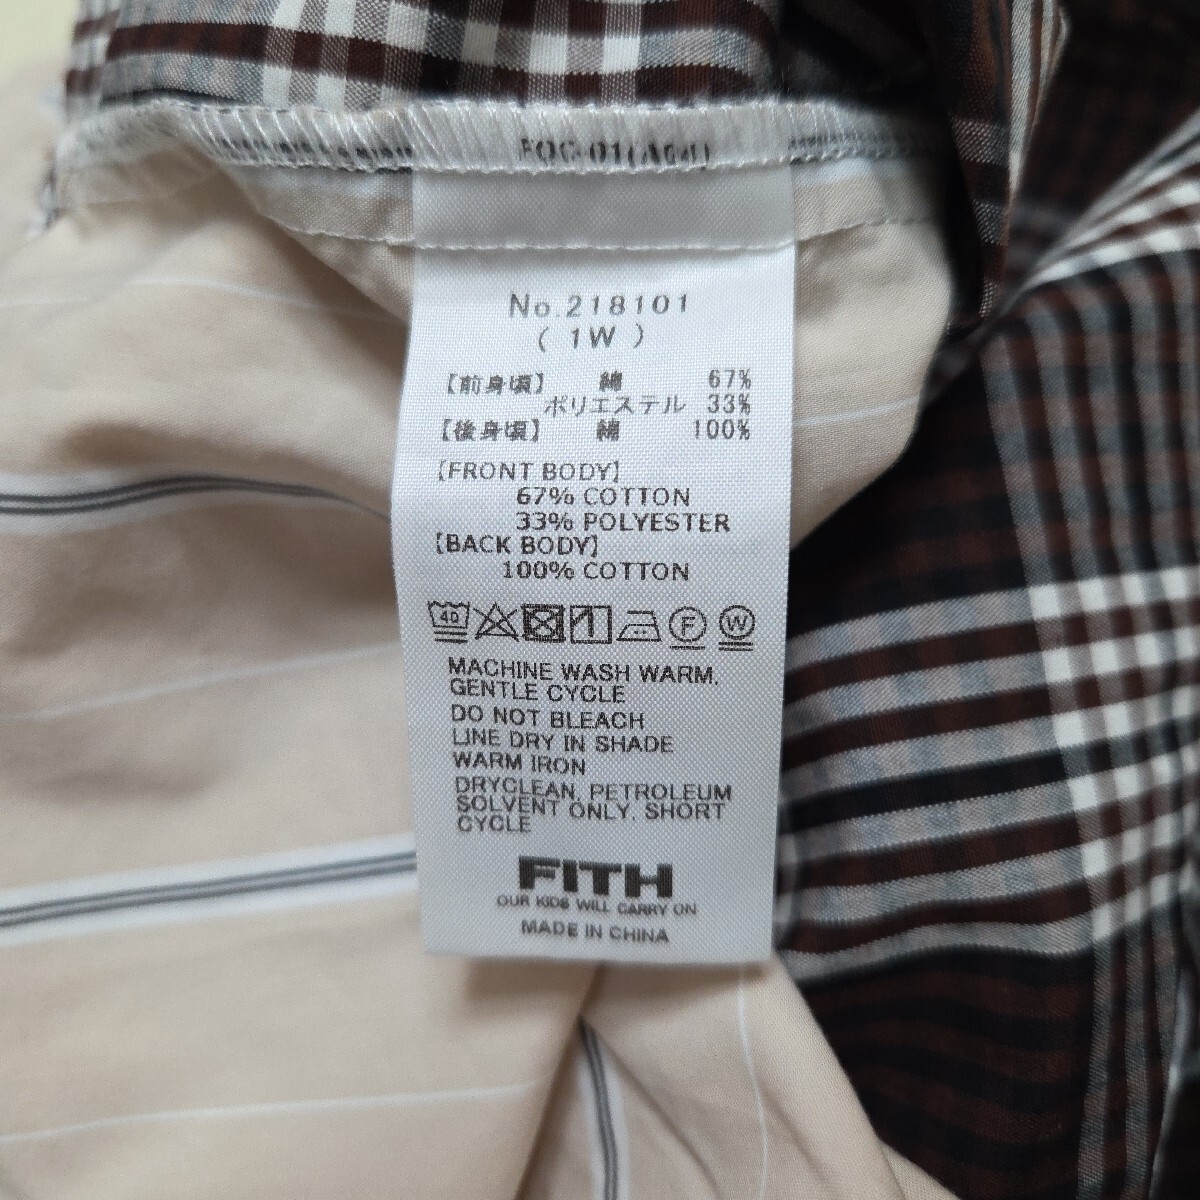 No.218101
( 1W )
【前身頃】 綿 67%
ポリエステル 33%
【後身頃】 綿 100%
【FRONT BODY】
67% COTTON
33% POLYESTER
【BACK BODY】
100% COTTON
40 F W
MACHINE WASH WARM,
GENTLE CYCLE
DO NOT BLEACH
LINE DRY IN SHADE
WARM IRON
DRYCLEAN, PETROLEUM
SOLVENT ONLY, SHORT
CYCLE
FITH
OUR KIDS WILL CARRY ON
MADE IN CHINA